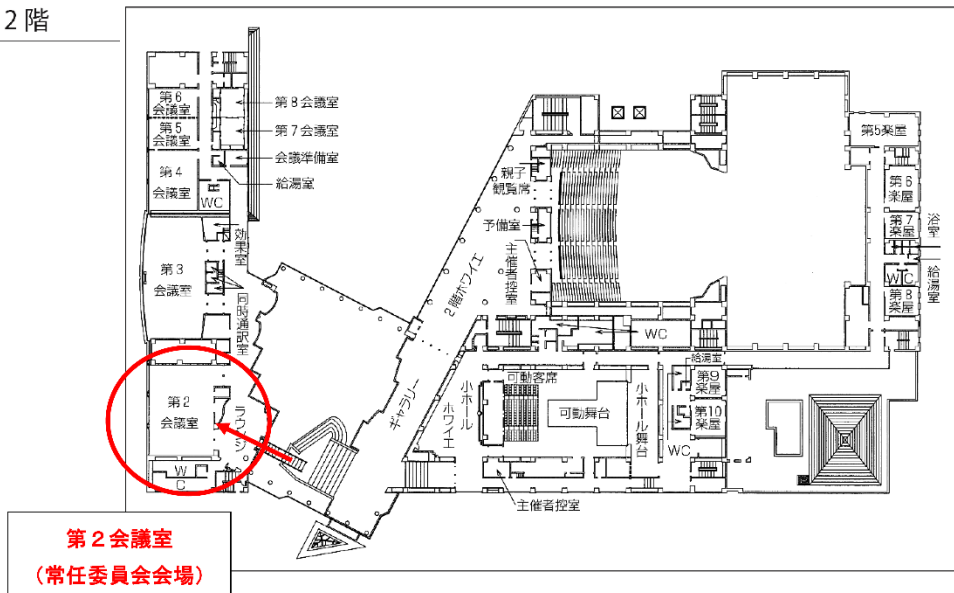 2階
第6
会議室
第5
会議室
第4
会議室
第8会議室
第7会議室
会議準備室
給湯室
WC
効果室
第3
会議室
同時通訳室
第2
会議室
ラウンジ
W
C
第2会議室
(常任委員会会場)
ギャラリー
2階ホワイエ
親子
観覧席
予備室
主催者控室
WC
小ホール
ホワイエ
可動客席
可動舞台
小ホール舞台
主催者控室
給湯室
第9
楽屋
第10
楽屋
WC
第5楽屋
第6
楽屋
第7
楽屋
浴室
WC
給湯室
第8
楽屋